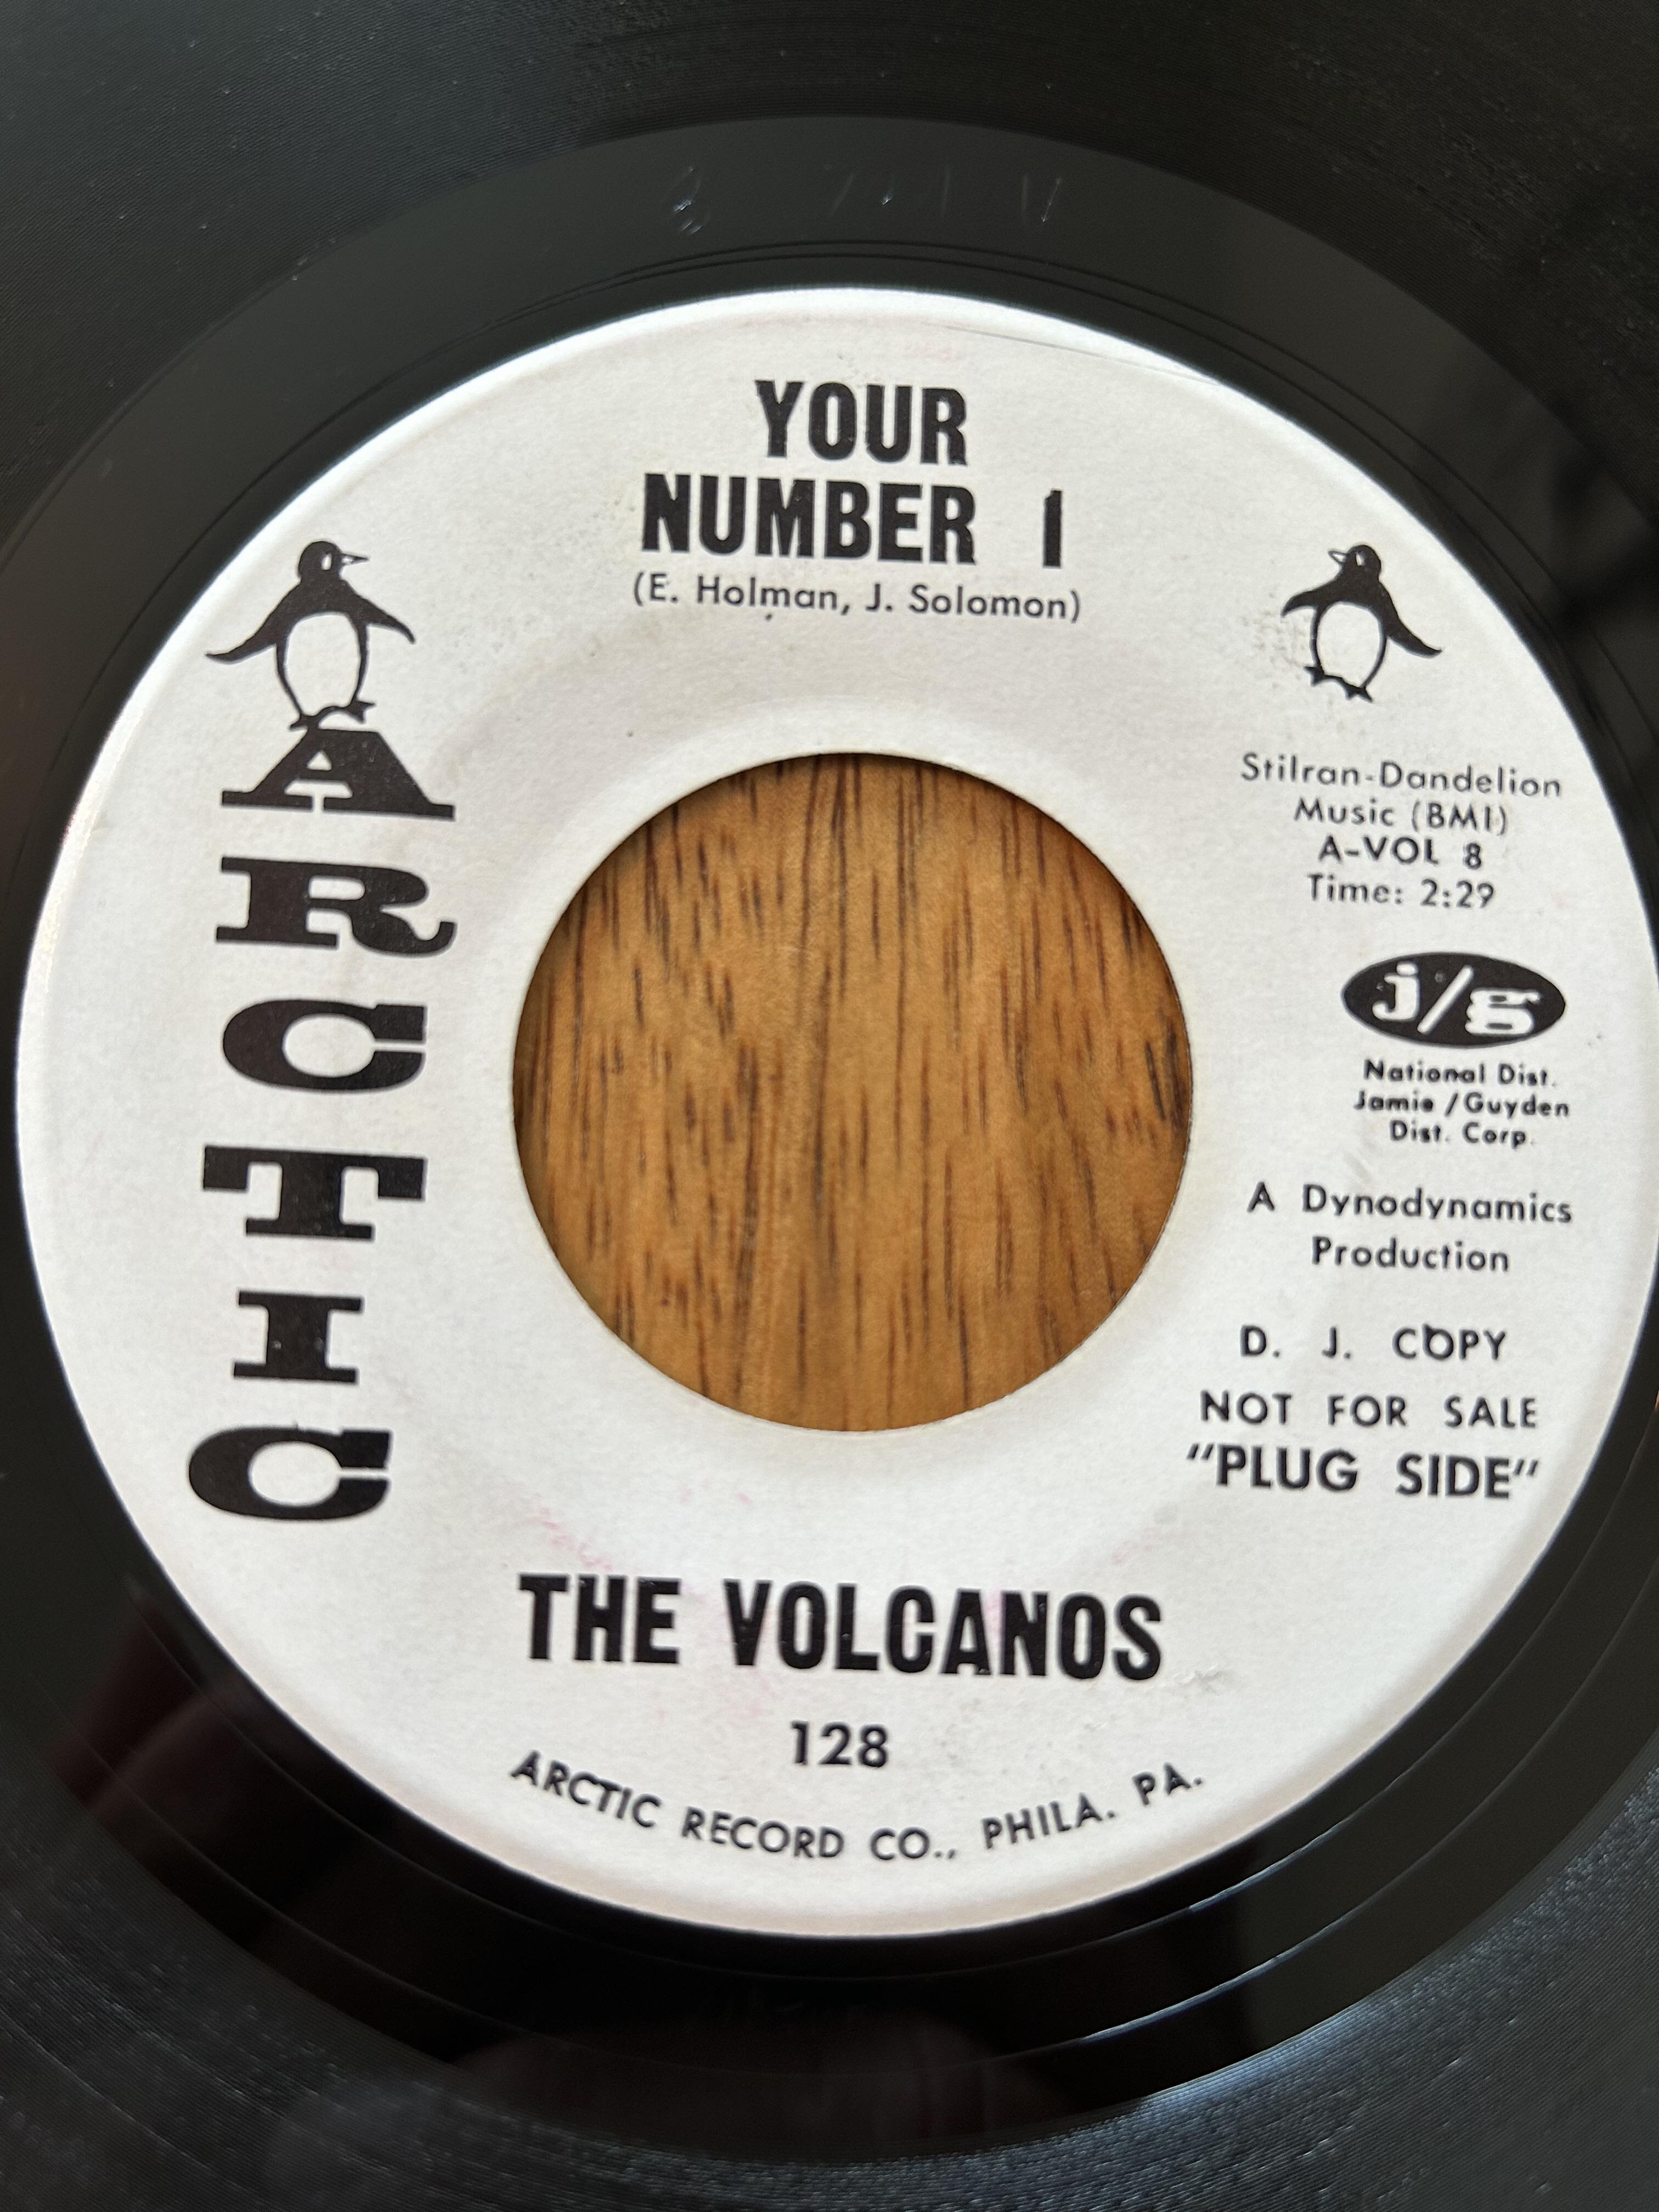 YOUR
NUMBER 1
(E. Holman, J. Solomon)
ARCTIC
Stilran-Dandelion
Music (BMI)
A-VOL 8
Time: 2:29
j/g
National Dist.
Jamie / Guyden
Dist. Corp.
A Dynodynamics
Production
D. J. COPY
NOT FOR SALE
"PLUG SIDE"
THE VOLCANOS
128
ARCTIC RECORD CO., PHILA. PA.